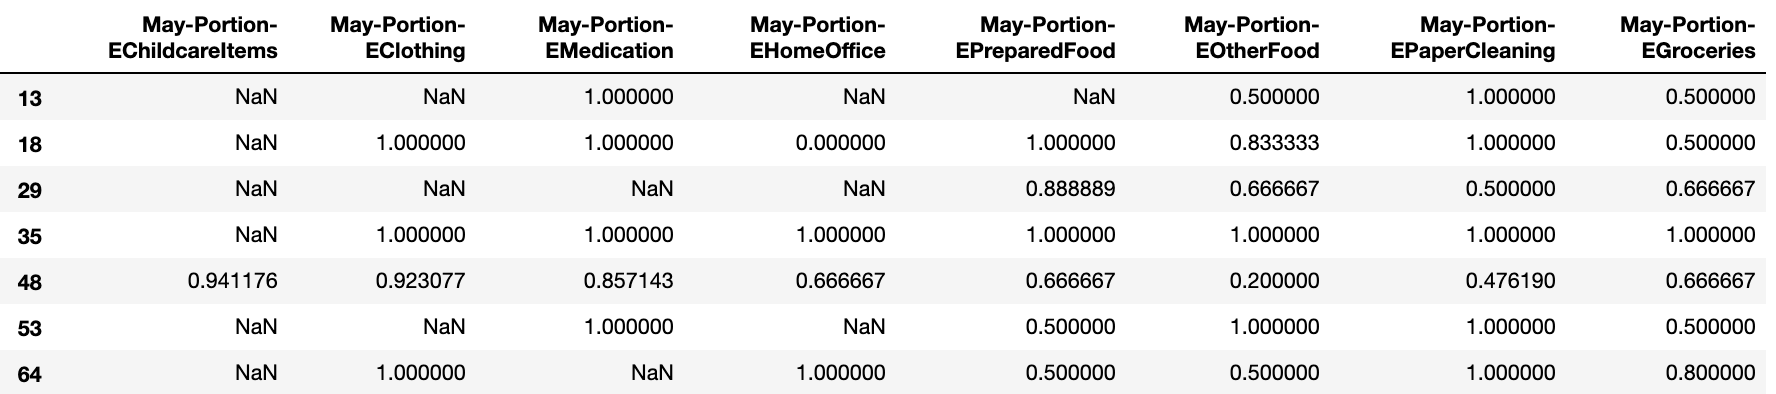 May-Portion- May-Portion- May-Portion- May-Portion- May-Portion- May-Portion- May-Portion- May-Portion-
EChildcareItems EClothing EMedication EHomeOffice EPreparedFood EOtherFood EPaperCleaning EGroceries
13 NaN NaN 1.000000 NaN NaN 0.500000 1.000000 0.500000
18 NaN 1.000000 1.000000 0.000000 1.000000 0.833333 1.000000 0.500000
29 NaN NaN NaN NaN 0.888889 0.666667 0.500000 0.666667
35 NaN 1.000000 1.000000 1.000000 1.000000 1.000000 1.000000 1.000000
48 0.941176 0.923077 0.857143 0.666667 0.666667 0.200000 0.476190 0.666667
53 NaN NaN 1.000000 NaN 0.500000 1.000000 1.000000 0.500000
64 NaN 1.000000 NaN 1.000000 0.500000 0.500000 1.000000 0.800000